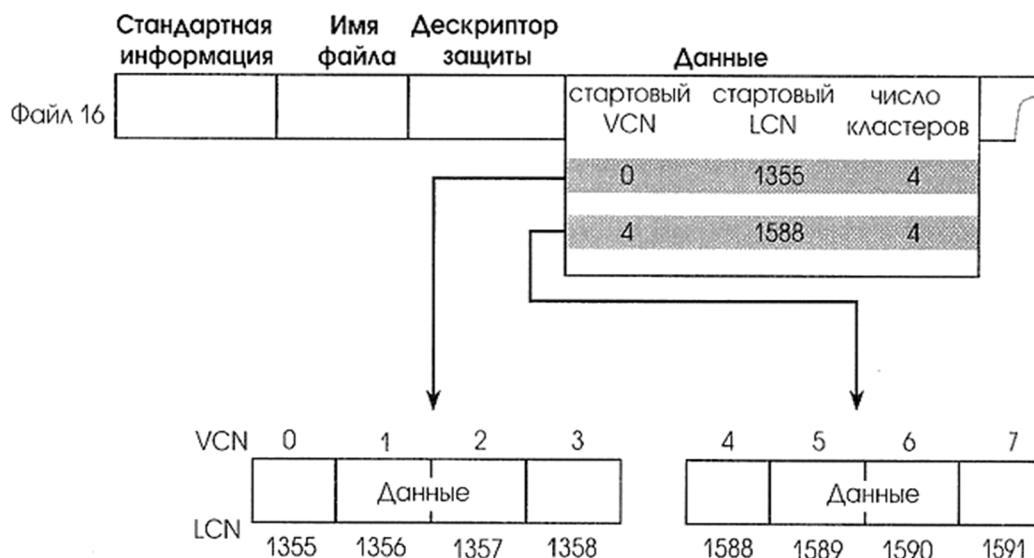 Стандартная информация
Имя файла
Дескриптор защиты
Данные
Файл 16
стартовый VCN
стартовый LCN
число кластеров
0 1355 4
4 1588 4
VCN 0 1 2 3 4 5 6 7
Данные Данные
LCN 1355 1356 1357 1358 1588 1589 1590 1591